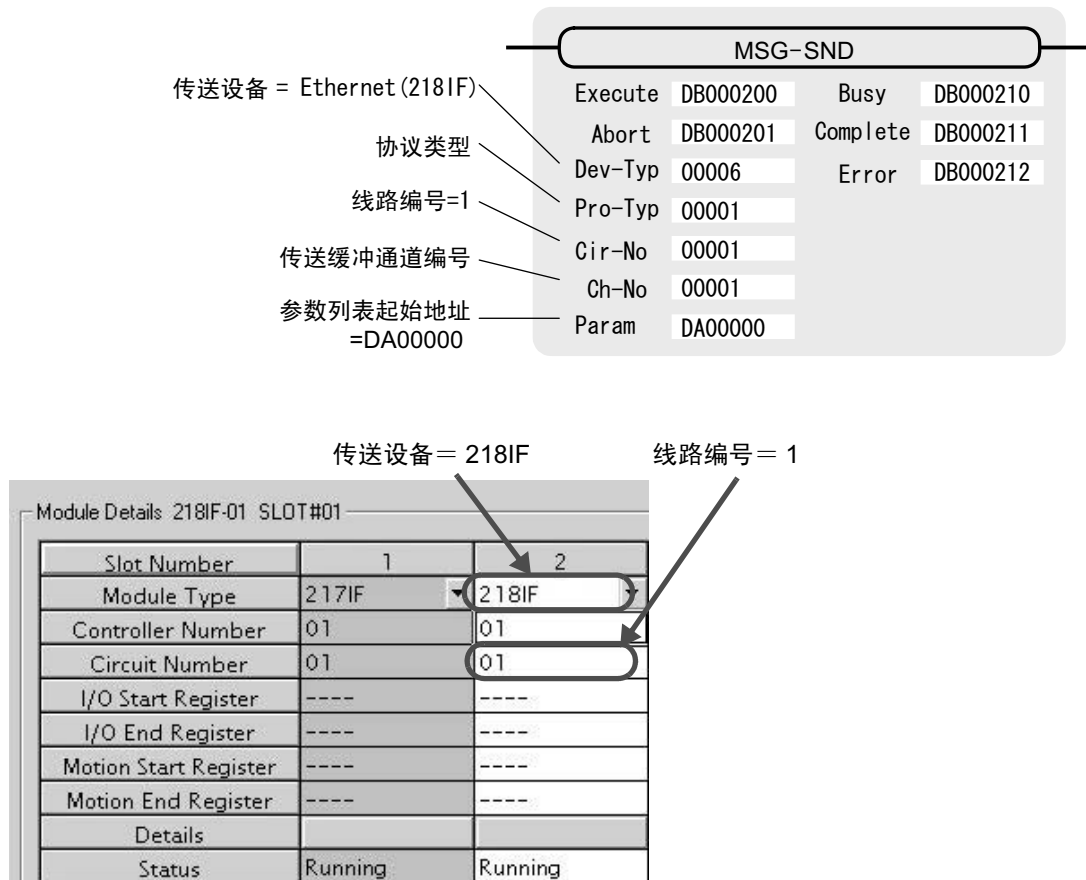 MSG-SND
传送设备 = Ethernet(218IF)
协议类型
线路编号=1
传送缓冲通道编号
参数列表起始地址
=DA00000
Execute DB000200 Busy DB000210
Abort DB000201 Complete DB000211
Dev-Typ 00006 Error DB000212
Pro-Typ 00001
Cir-No 00001
Ch-No 00001
Param DA00000
传送设备＝ 218IF 线路编号＝ 1
Module Details 218IF-01 SLOT#01
Slot Number 1 2
Module Type 217IF 218IF
Controller Number 01 01
Circuit Number 01 01
I/O Start Register ---- ----
I/O End Register ---- ----
Motion Start Register ---- ----
Motion End Register ---- ----
Details
Status Running Running